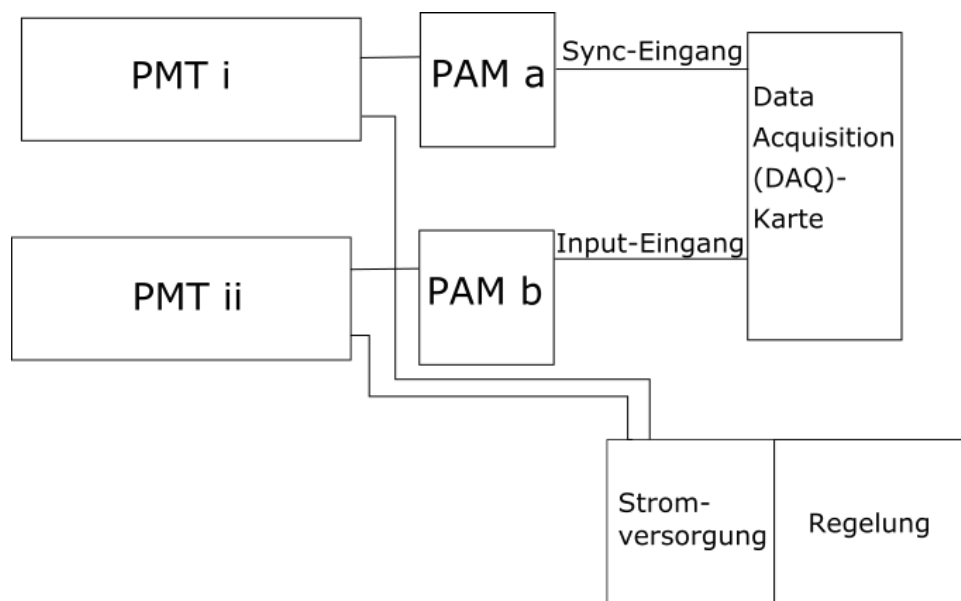 PMT i
PAM a
Sync-Eingang
Data
Acquisition
(DAQ)-
Karte
PMT ii
PAM b
Input-Eingang
Strom-
versorgung
Regelung